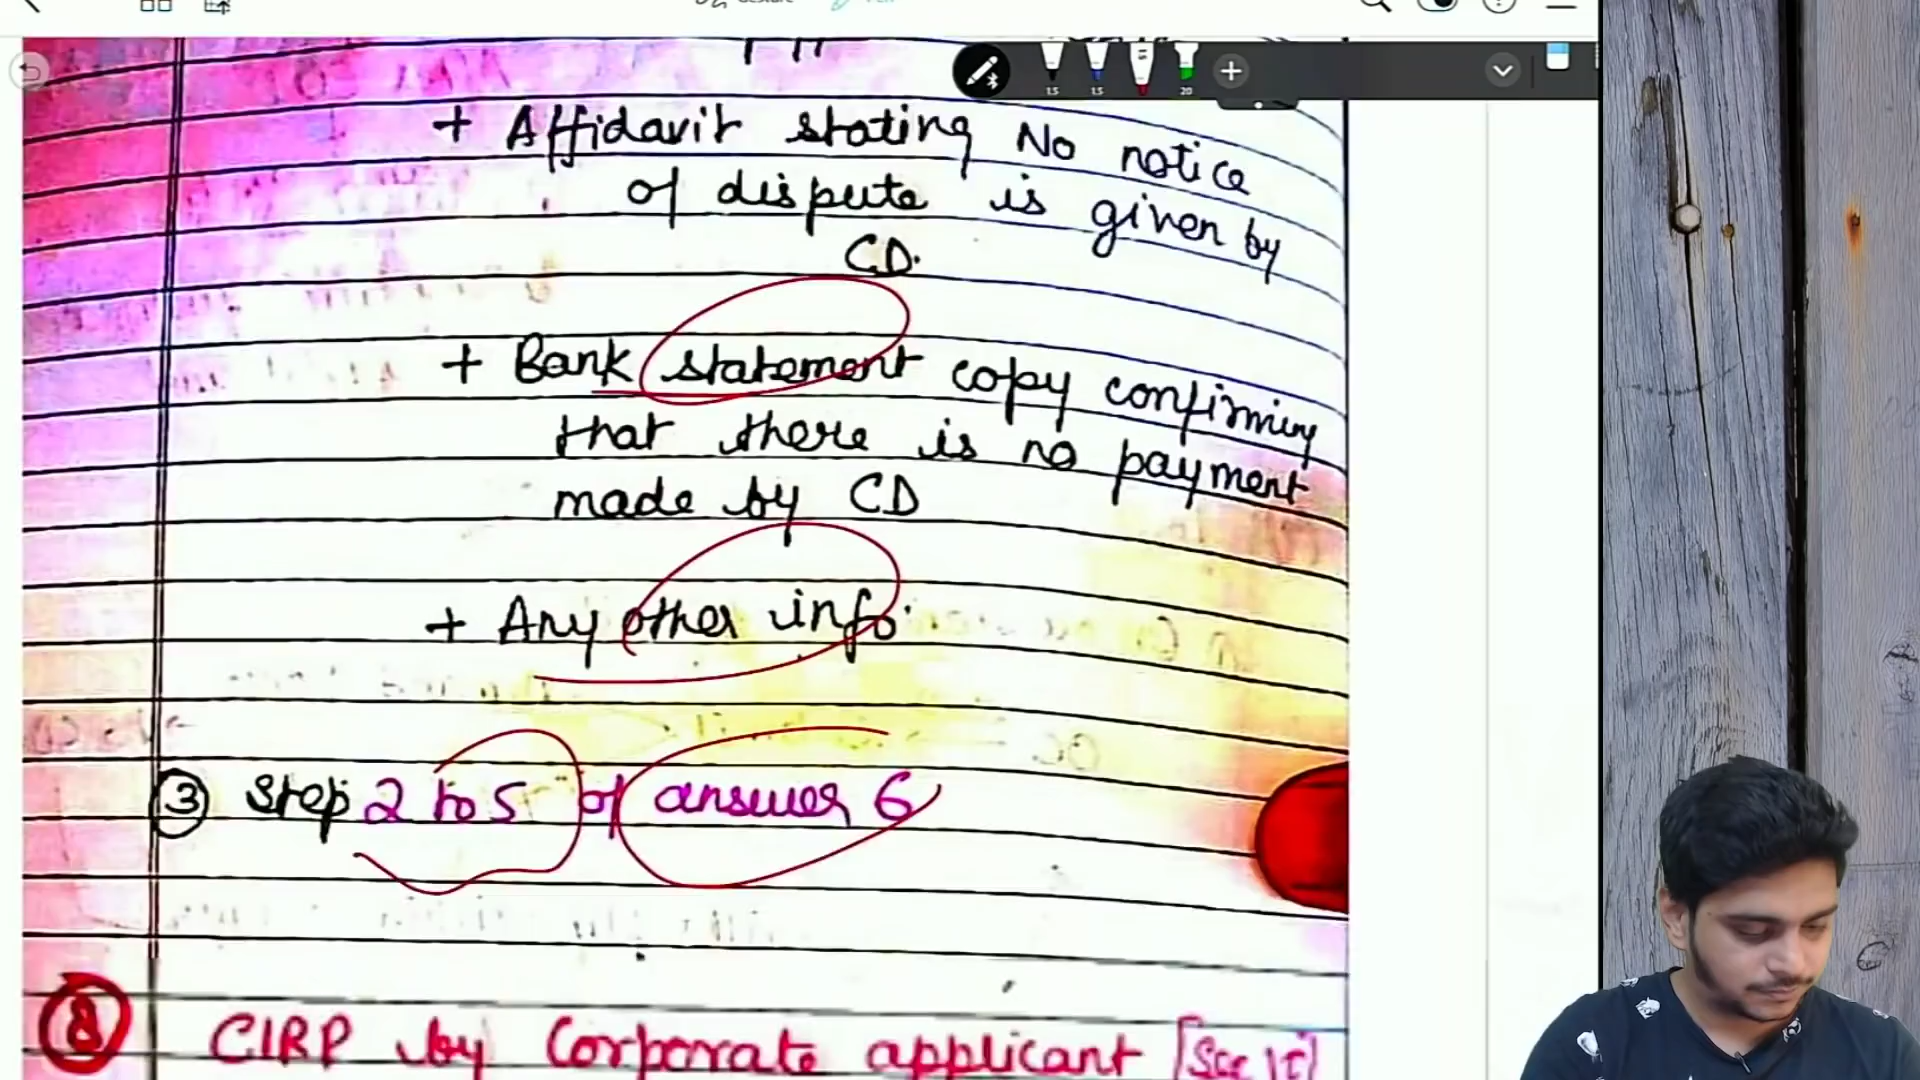 + Affidavit stating No notice
of dispute is given by
CD.
+ Bank statement copy confirming
that there is no payment
made by CD
+ Any other info.
③ Step 2 to 5 of answer 6
⑧ CIRP by Corporate applicant